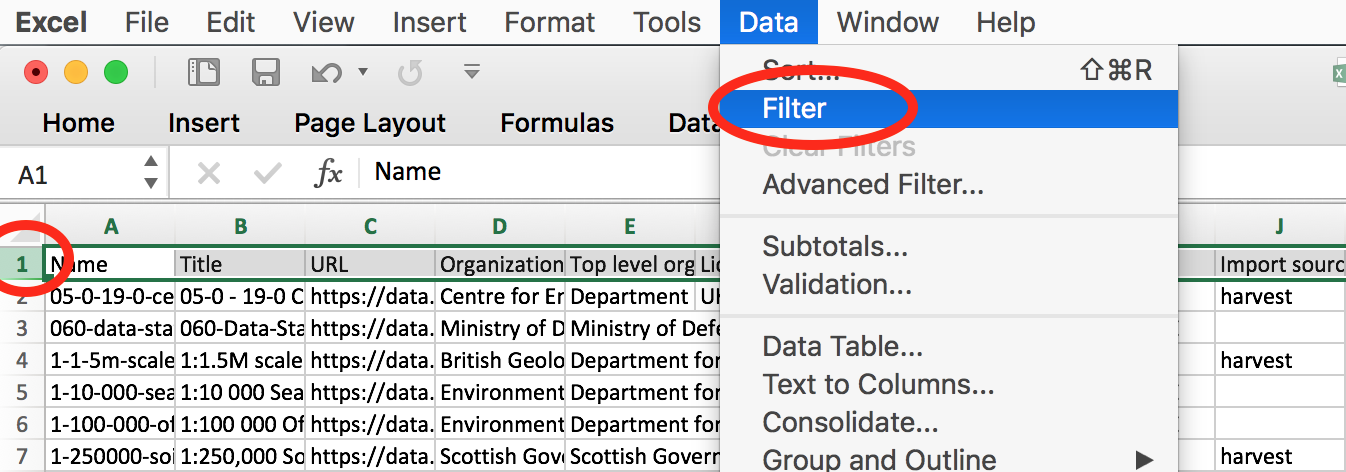 Excel File Edit View Insert Format Tools Data Window Help
Sort... ⇧⌘R
Filter
Home Insert Page Layout Formulas Data
Clear Filters
A1 fx Name
Advanced Filter...
A B C D E J
Subtotals...
1 Name Title URL Organization Top level org Import sourc
Validation...
2 05-0-19-0-ce 05-0 - 19-0 C https://data. Centre for En Department harvest
3 060-data-sta 060-Data-Sta https://data. Ministry of D Ministry of Defe
Data Table...
4 1-1-5m-scale 1:1.5M scale https://data. British Geolo Department for harvest
Text to Columns...
5 1-10-000-sea 1:10 000 Sea https://data. Environment Department for
Consolidate...
6 1-100-000-of 1:100 000 Of https://data. Environment Department for
Group and Outline
7 1-250000-soi 1:250,000 So https://data. Scottish Gov Scottish Govern harvest